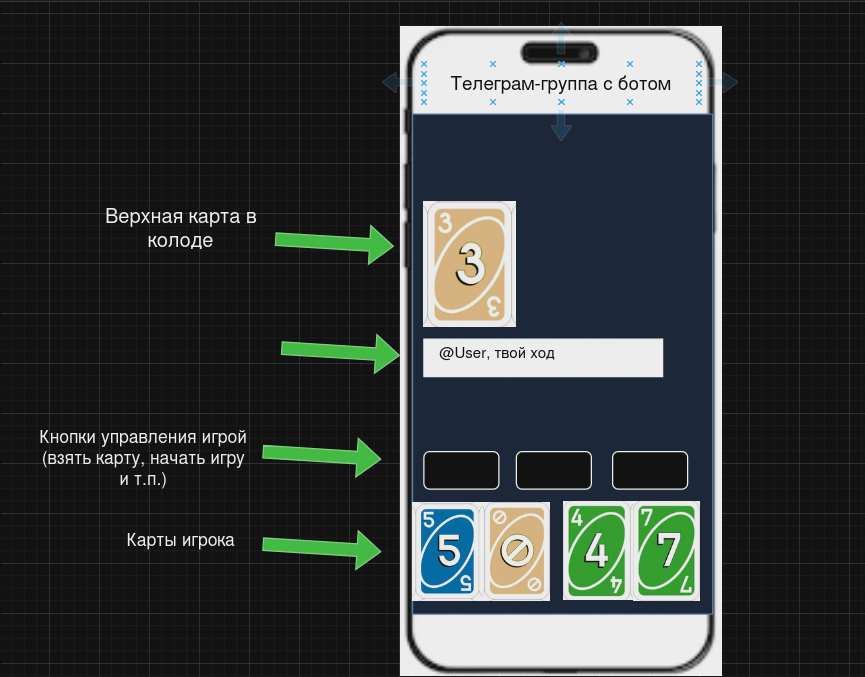 Телеграм-группа с ботом
Верхная карта в
колоде
3
3
3
@User, твой ход
Кнопки управления игрой
(взять карту, начать игру
и т.п.)
Карты игрока
5
5
5
4
4
4
7
7
7